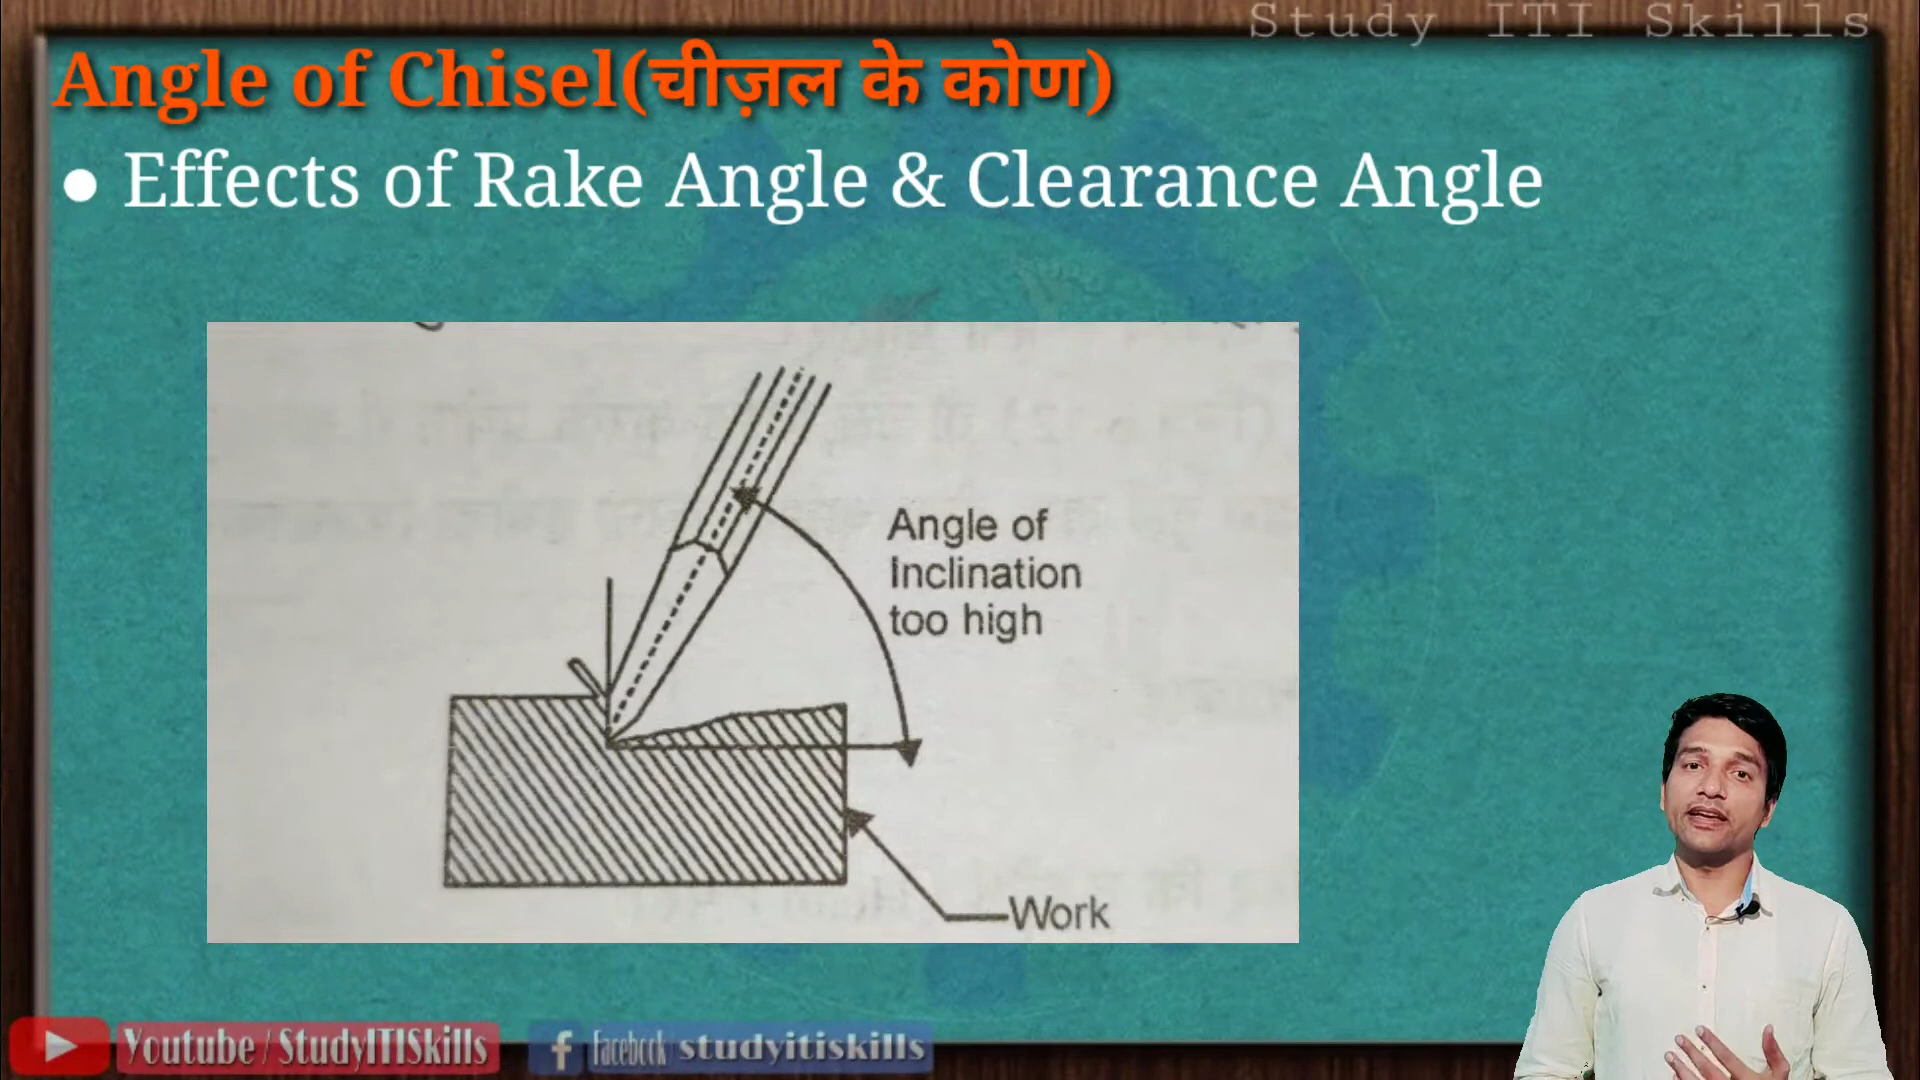 Study ITI Skills
Angle of Chisel(चीज़ल के कोण)
● Effects of Rake Angle & Clearance Angle
Angle of
Inclination
too high
Work
Youtube / StudyITISkills
f Facebook studyitiskills